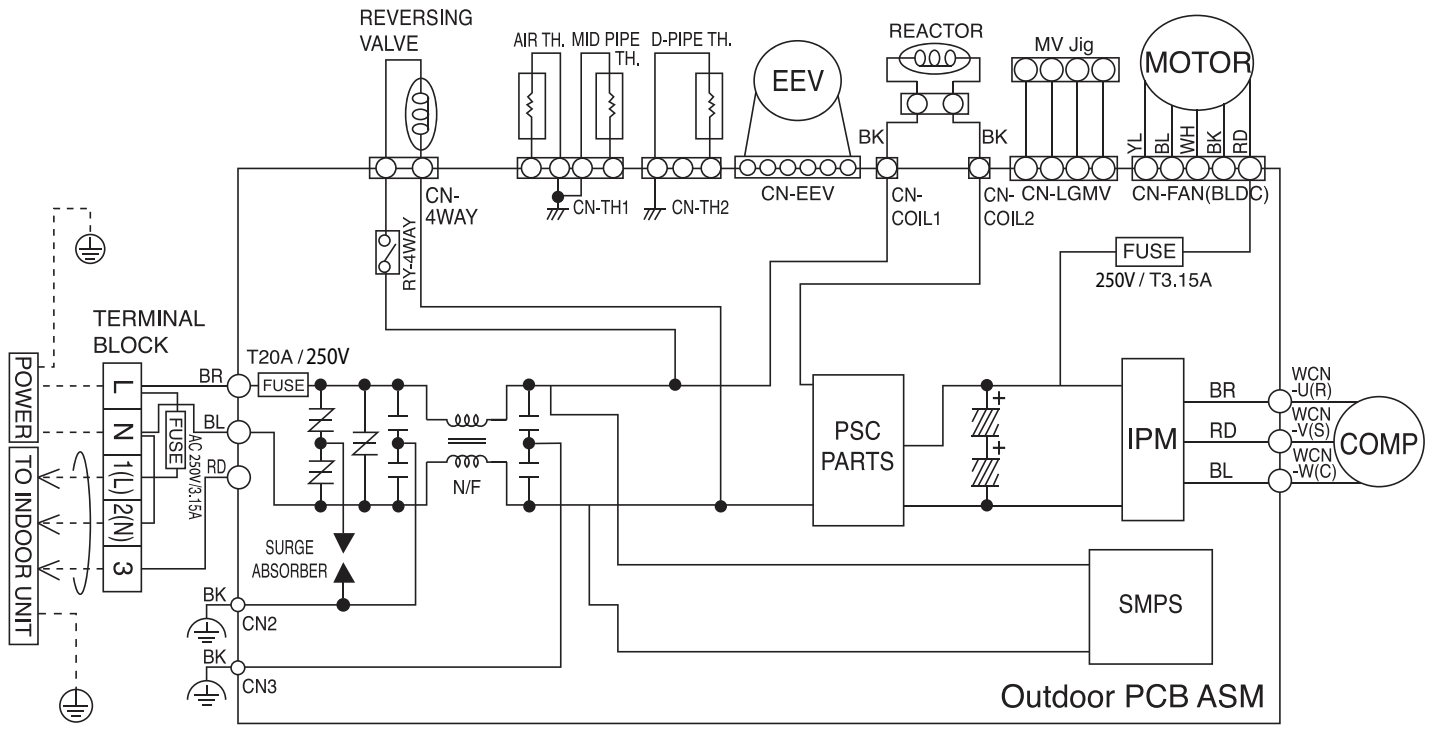 REVERSING
VALVE
AIR TH.
MID PIPE
TH.
D-PIPE TH.
EEV
REACTOR
MV Jig
MOTOR
BK
BK
YL
BL
WH
BK
RD
CN-
4WAY
CN-TH1
CN-TH2
CN-EEV
CN-
COIL1
CN-
COIL2
CN-LGMV
CN-FAN(BLDC)
RY-4WAY
FUSE
250V / T3.15A
TERMINAL
BLOCK
POWER
TO INDOOR UNIT
L
N
1(L)
2(N)
3
FUSE
AC 250V/3.15A
BR
BL
RD
T20A / 250V
FUSE
N/F
SURGE
ABSORBER
BK
CN2
BK
CN3
PSC
PARTS
+
+
IPM
BR
RD
BL
WCN
-U(R)
WCN
-V(S)
WCN
-W(C)
COMP
SMPS
Outdoor PCB ASM